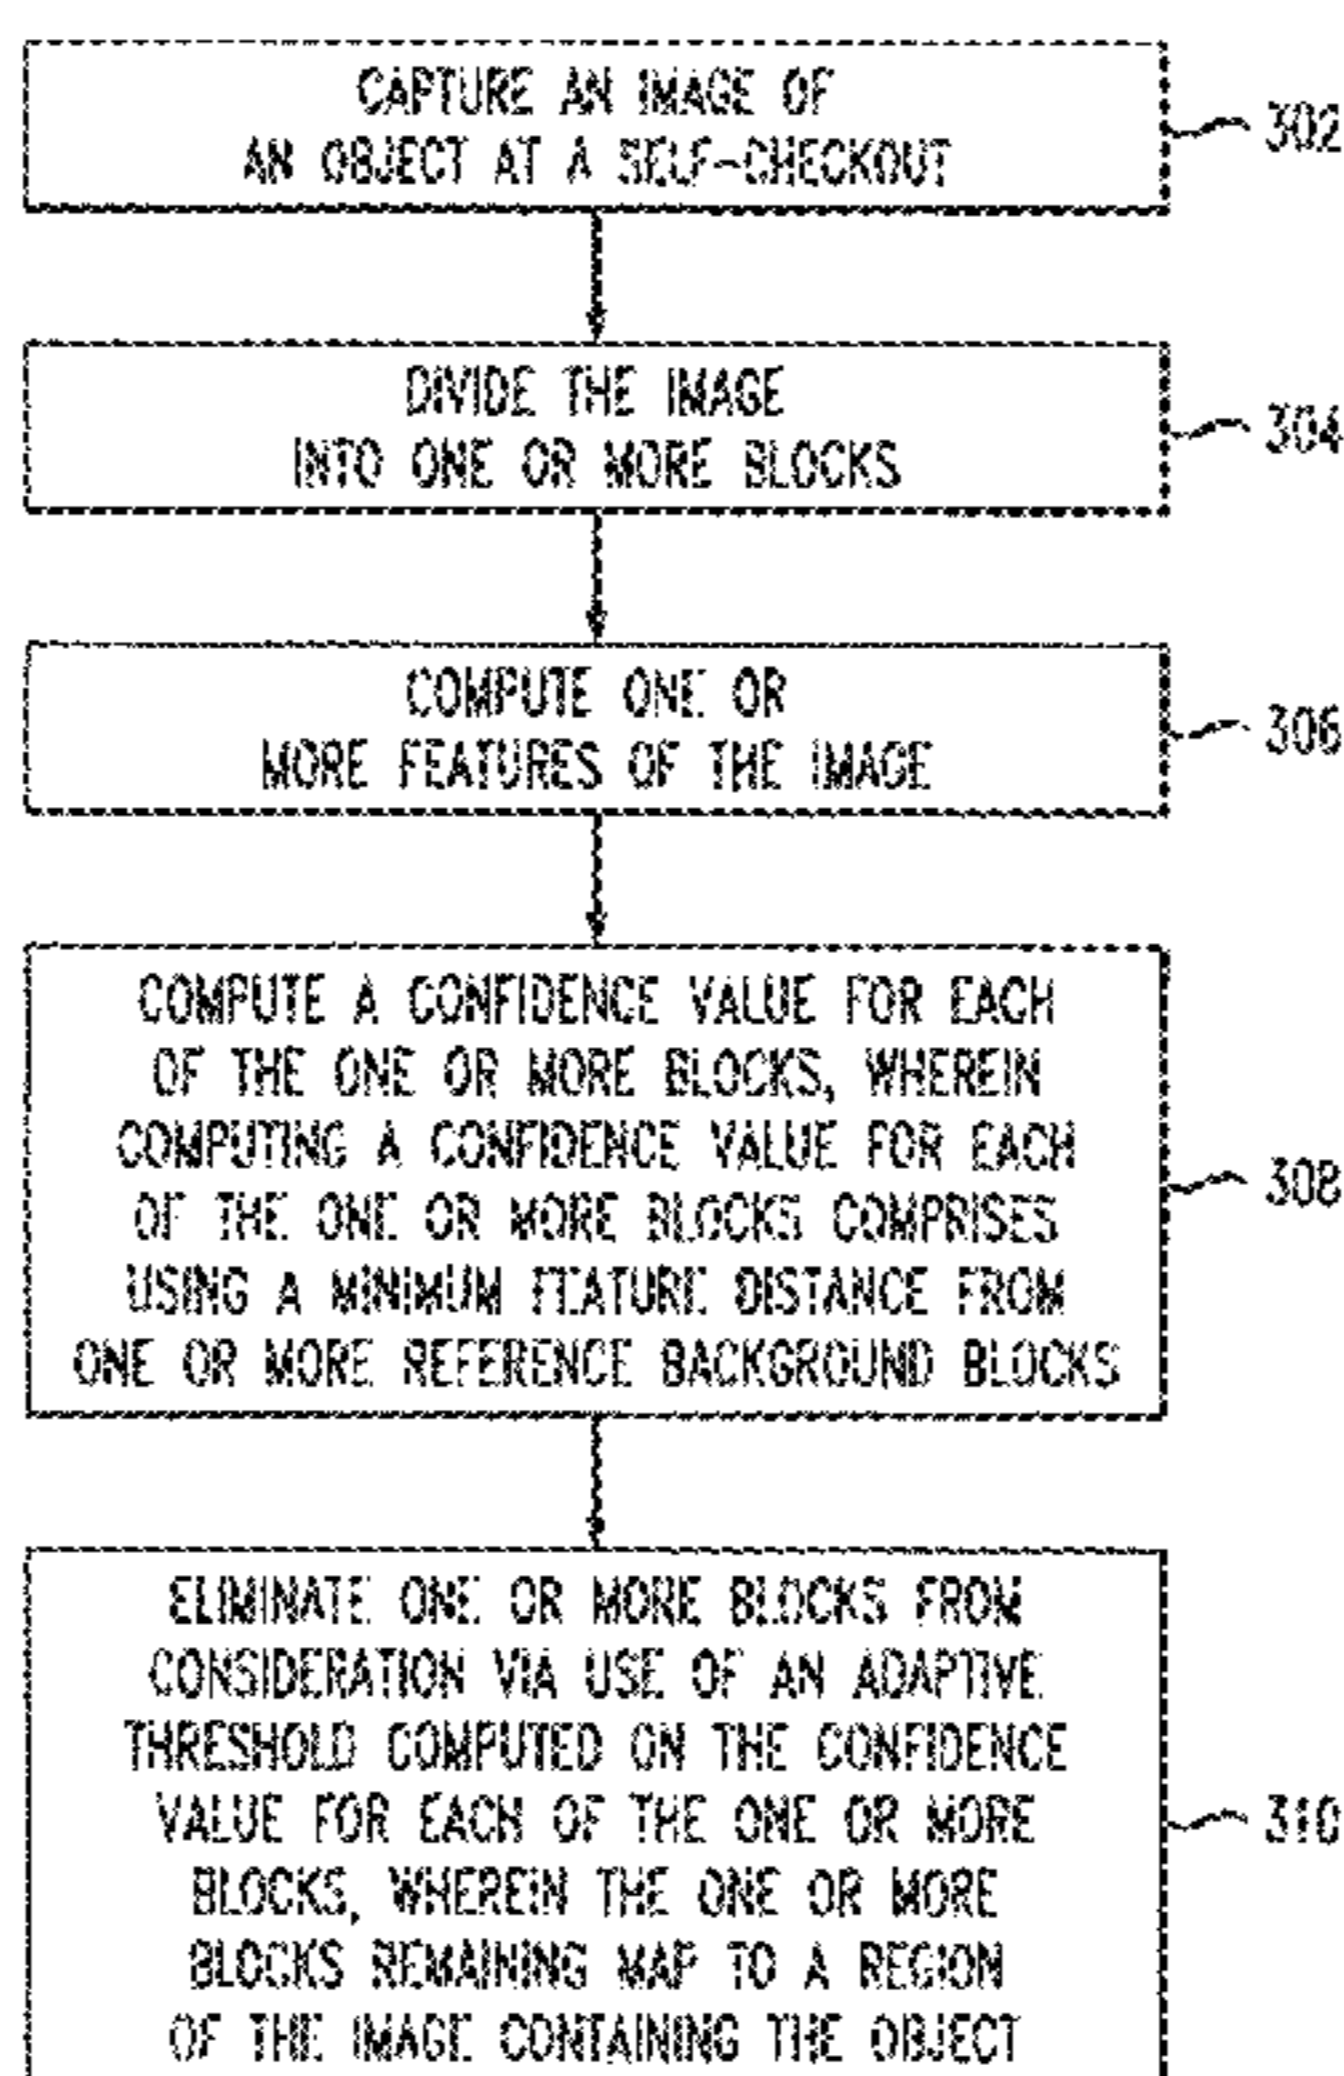 CAPTURE AN IMAGE OF
AN OBJECT AT A SELF-CHECKOUT
302
DIVIDE THE IMAGE
INTO ONE OR MORE BLOCKS
304
COMPUTE ONE OR
MORE FEATURES OF THE IMAGE
306
COMPUTE A CONFIDENCE VALUE FOR EACH
OF THE ONE OR MORE BLOCKS, WHEREIN
COMPUTING A CONFIDENCE VALUE FOR EACH
OF THE ONE OR MORE BLOCKS COMPRISES
USING A MINIMUM FEATURE DISTANCE FROM
ONE OR MORE REFERENCE BACKGROUND BLOCKS
308
ELIMINATE ONE OR MORE BLOCKS FROM
CONSIDERATION VIA USE OF AN ADAPTIVE
THRESHOLD COMPUTED ON THE CONFIDENCE
VALUE FOR EACH OF THE ONE OR MORE
BLOCKS, WHEREIN THE ONE OR MORE
BLOCKS REMAINING MAP TO A REGION
OF THE IMAGE CONTAINING THE OBJECT
310